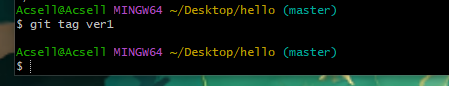 Acsell@Acsell MINGW64 ~/Desktop/hello (master)
$ git tag ver1
Acsell@Acsell MINGW64 ~/Desktop/hello (master)
$